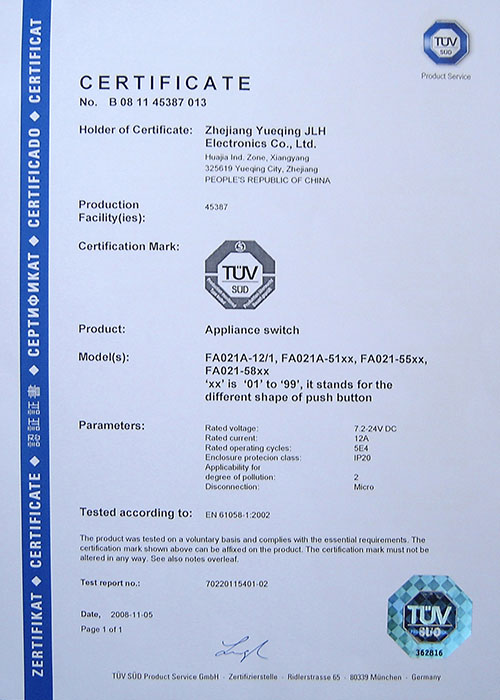 TÜV
SÜD
Product Service
CERTIFICATE
No. B 08 11 45387 013
Holder of Certificate: Zhejiang Yueqing JLH
Electronics Co., Ltd.
Huajia Ind. Zone, Xiangyang
325619 Yueqing City, Zhejiang
PEOPLE'S REPUBLIC OF CHINA
Production
Facility(ies): 45387
Certification Mark:
TÜV
SÜD
Product: Appliance switch
Model(s): FA021A-12/1, FA021A-51xx, FA021-55xx,
FA021-58xx
'xx' is '01' to '99', it stands for the
different shape of push button
Parameters:
Rated voltage: 7.2-24V DC
Rated current: 12A
Rated operating cycles: 5E4
Enclosure protecion class: IP20
Applicability for
degree of pollution: 2
Disconnection: Micro
Tested according to: EN 61058-1:2002
The product was tested on a voluntary basis and complies with the essential requirements. The
certification mark shown above can be affixed on the product. The certification mark must not be
altered in any way. See also notes overleaf.
Test report no.: 70220115401-02
Date, 2008-11-05
Page 1 of 1
TÜV
SÜD
362816
TÜV SÜD Product Service GmbH · Zertifizierstelle · Ridlerstrasse 65 · 80339 München · Germany
ZERTIFIKAT ◆ CERTIFICATE ◆ 認証証書 ◆ СЕРТИФИКАТ ◆ CERTIFICADO ◆ CERTIFICAT